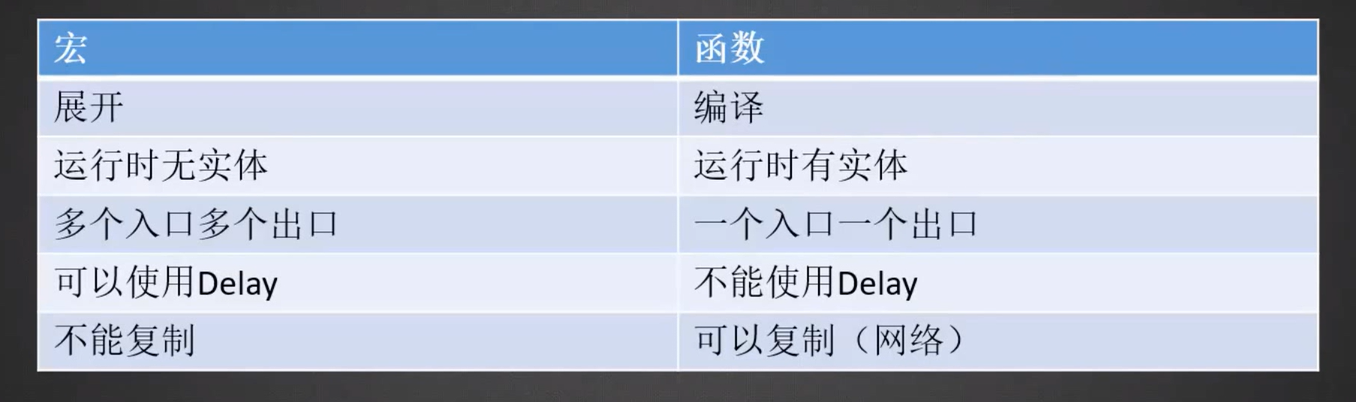 宏 函数
展开 编译
运行时无实体 运行时有实体
多个入口多个出口 一个入口一个出口
可以使用Delay 不能使用Delay
不能复制 可以复制（网络）